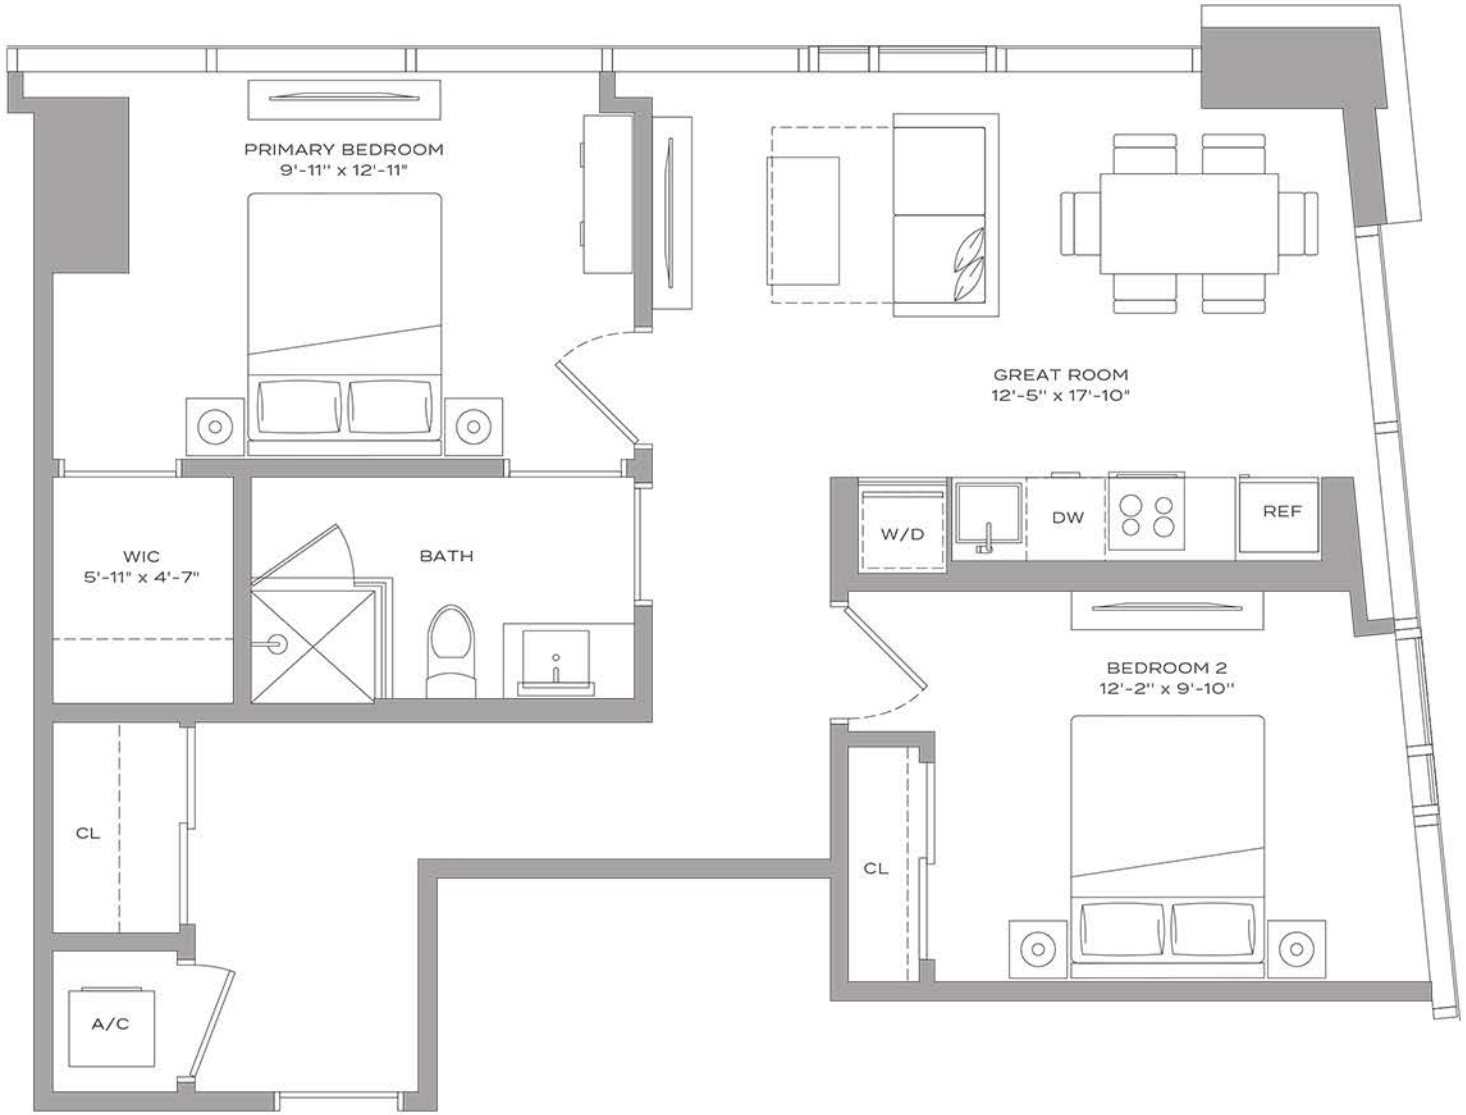 PRIMARY BEDROOM
9'-11" x 12'-11"
GREAT ROOM
12'-5" x 17'-10"
W/D
DW
REF
WIC
5'-11" x 4'-7"
BATH
BEDROOM 2
12'-2" x 9'-10"
CL
CL
A/C